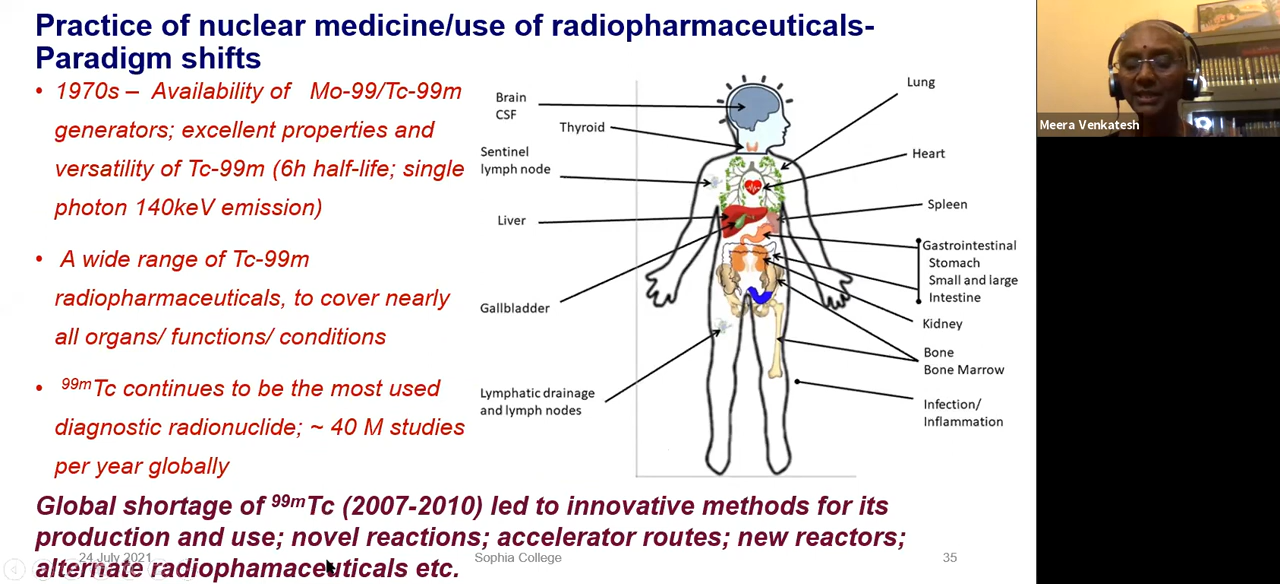 Practice of nuclear medicine/use of radiopharmaceuticals-
Paradigm shifts
• 1970s – Availability of Mo-99/Tc-99m
generators; excellent properties and
versatility of Tc-99m (6h half-life; single
photon 140keV emission)
• A wide range of Tc-99m
radiopharmaceuticals, to cover nearly
all organs/ functions/ conditions
• 99mTc continues to be the most used
diagnostic radionuclide; ~ 40 M studies
per year globally
Global shortage of 99mTc (2007-2010) led to innovative methods for its
production and use; novel reactions; accelerator routes; new reactors;
alternate radiophamaceuticals etc.
Brain
CSF
Thyroid
Sentinel
lymph node
Liver
Gallbladder
Lymphatic drainage
and lymph nodes
Lung
Heart
Spleen
Gastrointestinal
Stomach
Small and large
Intestine
Kidney
Bone
Bone Marrow
Infection/
Inflammation
24 July 2021
Sophia College
35
Meera Venkatesh